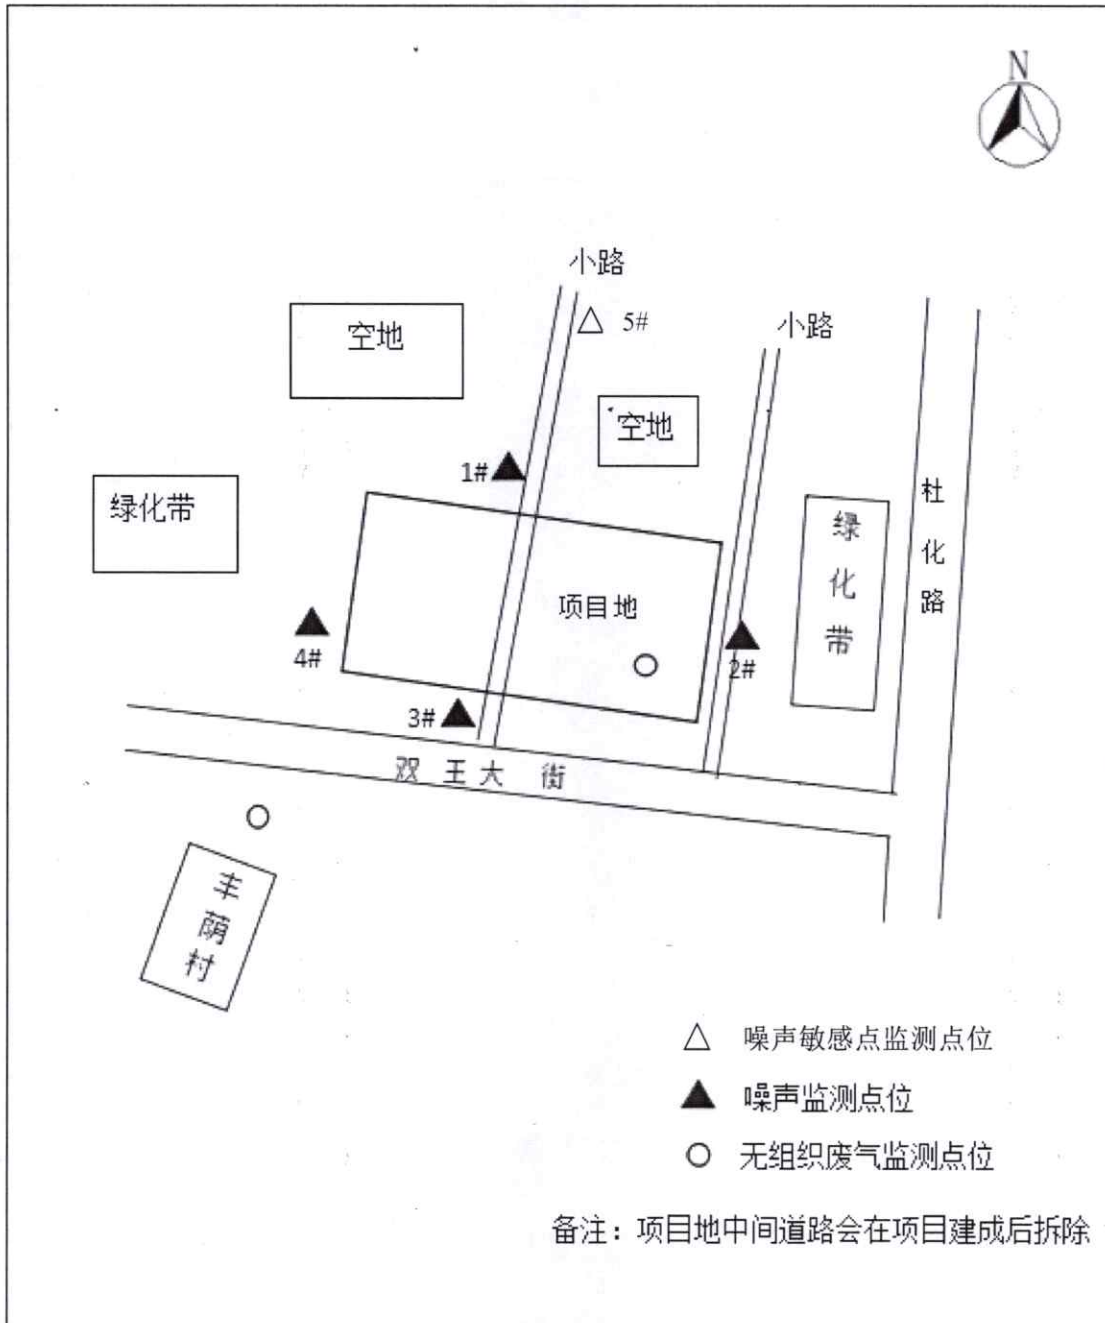 N
小路
5#
小路
空地
空地
1#
绿化带
杜化路
绿化带
项目地
4#
2#
3#
双王大街
丰荫村
噪声敏感点监测点位
噪声监测点位
无组织废气监测点位
备注：项目地中间道路会在项目建成后拆除